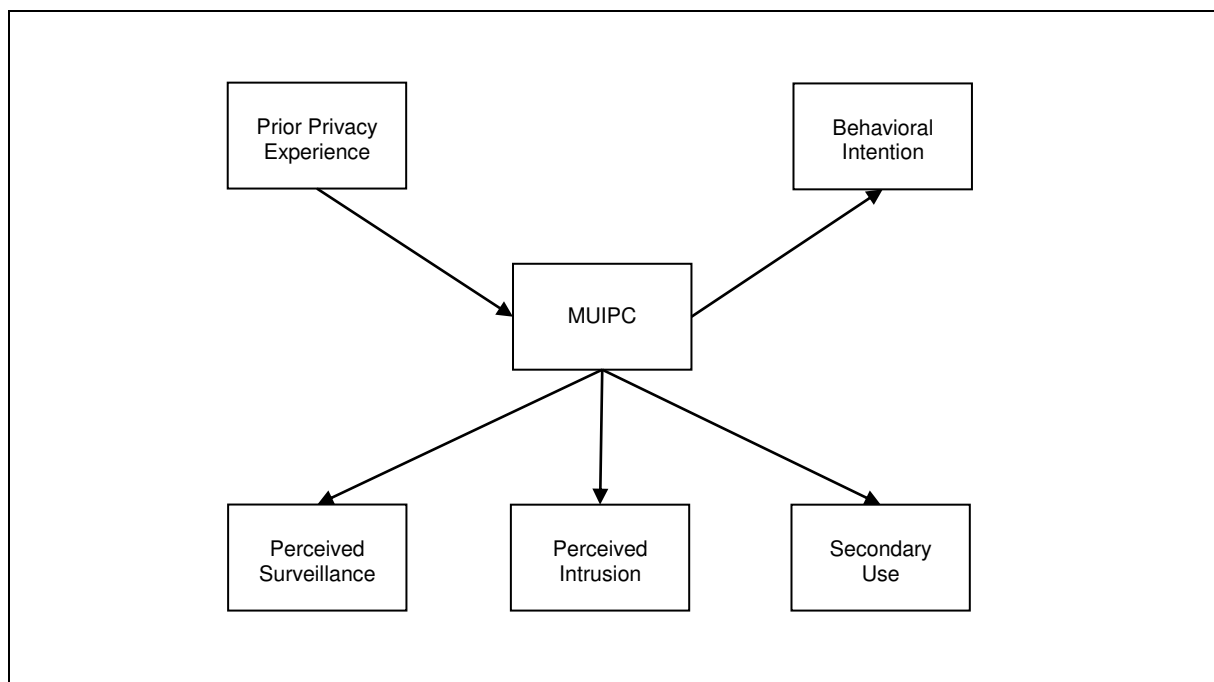 Prior Privacy
Experience
Behavioral
Intention
MUIPC
Perceived
Surveillance
Perceived
Intrusion
Secondary
Use